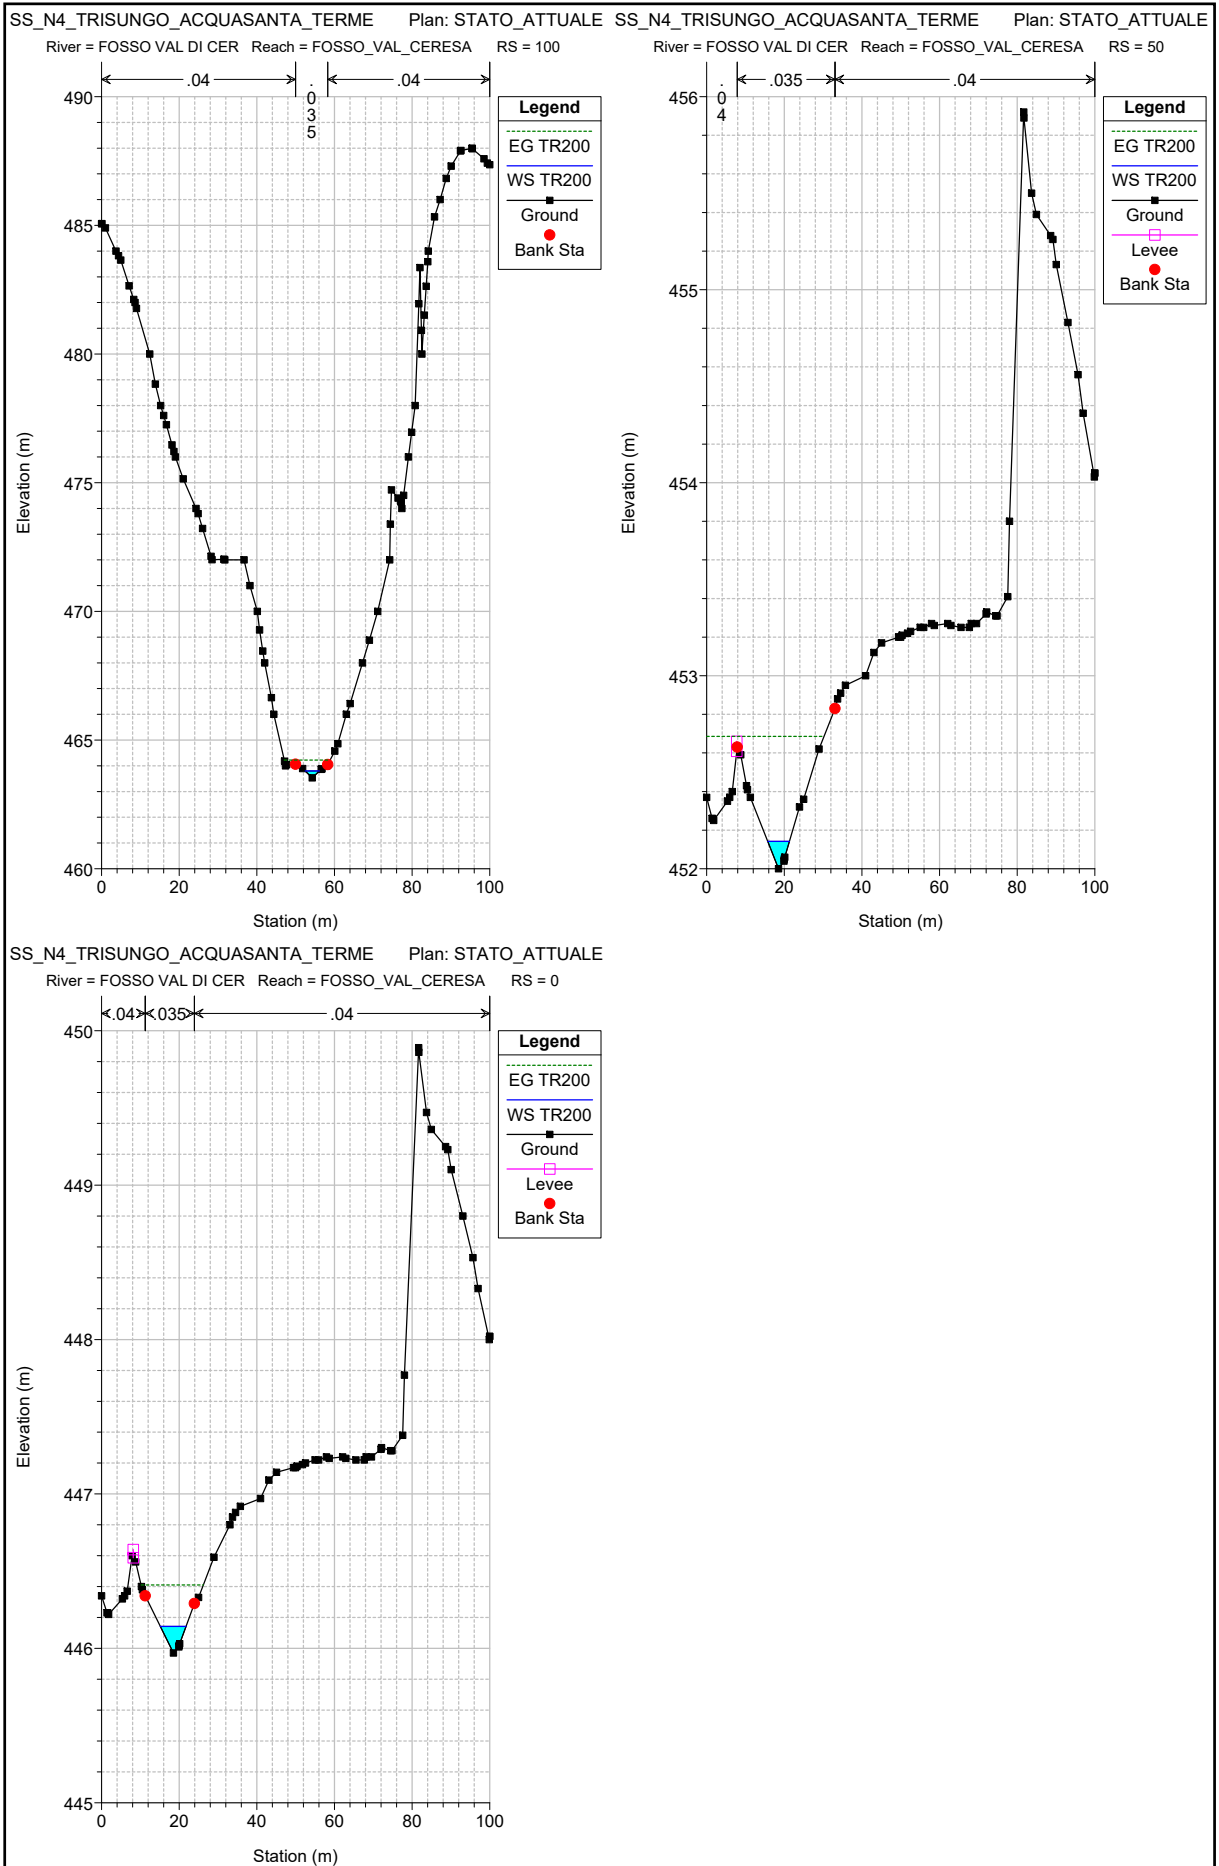 SS_N4_TRISUNGO_ACQUASANTA_TERME Plan: STATO_ATTUALE
River = FOSSO VAL DI CER Reach = FOSSO_VAL_CERESA RS = 100
.04 .035 .04
490
485
480
475
470
465
460
Elevation (m)
0 20 40 60 80 100
Station (m)
Legend
EG TR200
WS TR200
Ground
Bank Sta
SS_N4_TRISUNGO_ACQUASANTA_TERME Plan: STATO_ATTUALE
River = FOSSO VAL DI CER Reach = FOSSO_VAL_CERESA RS = 50
.04 .035 .04
456
455
454
453
452
Elevation (m)
0 20 40 60 80 100
Station (m)
Legend
EG TR200
WS TR200
Ground
Levee
Bank Sta
SS_N4_TRISUNGO_ACQUASANTA_TERME Plan: STATO_ATTUALE
River = FOSSO VAL DI CER Reach = FOSSO_VAL_CERESA RS = 0
.04 .035 .04
450
449
448
447
446
445
Elevation (m)
0 20 40 60 80 100
Station (m)
Legend
EG TR200
WS TR200
Ground
Levee
Bank Sta